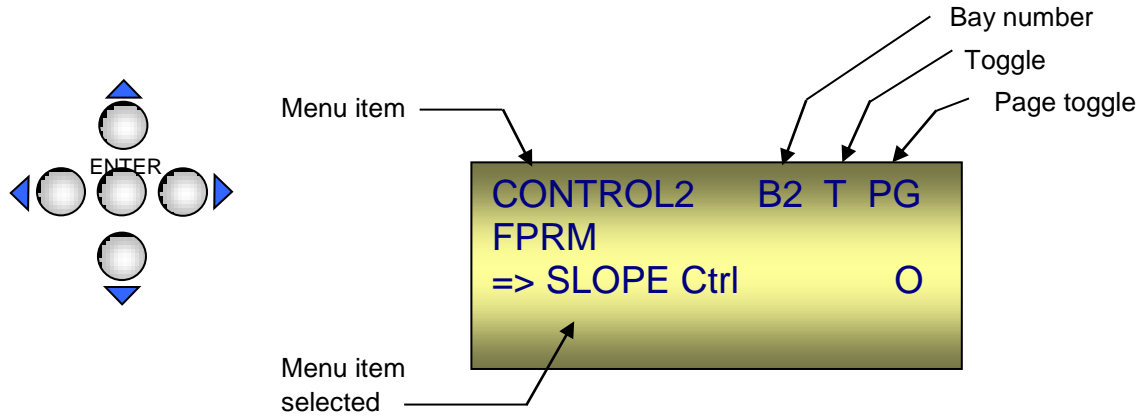 Bay number
Toggle
Page toggle
Menu item
ENTER
CONTROL2 B2 T PG
FPRM
=> SLOPE Ctrl O
Menu item
selected